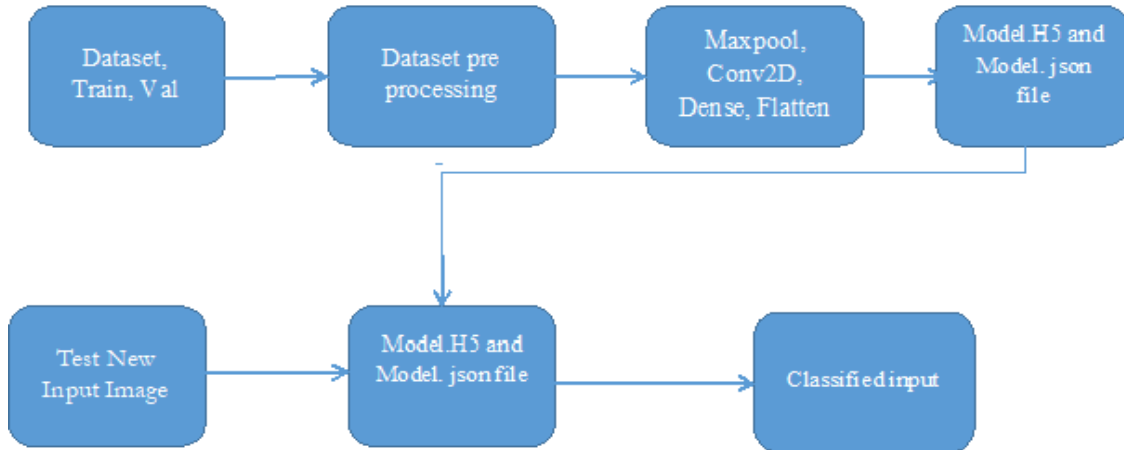 Dataset,
Train, Val
Dataset pre
processing
Maxpool,
Conv2D,
Dense, Flatten
Model.H5 and
Model. json
file
Test New
Input Image
Model.H5 and
Model. json file
Classified input